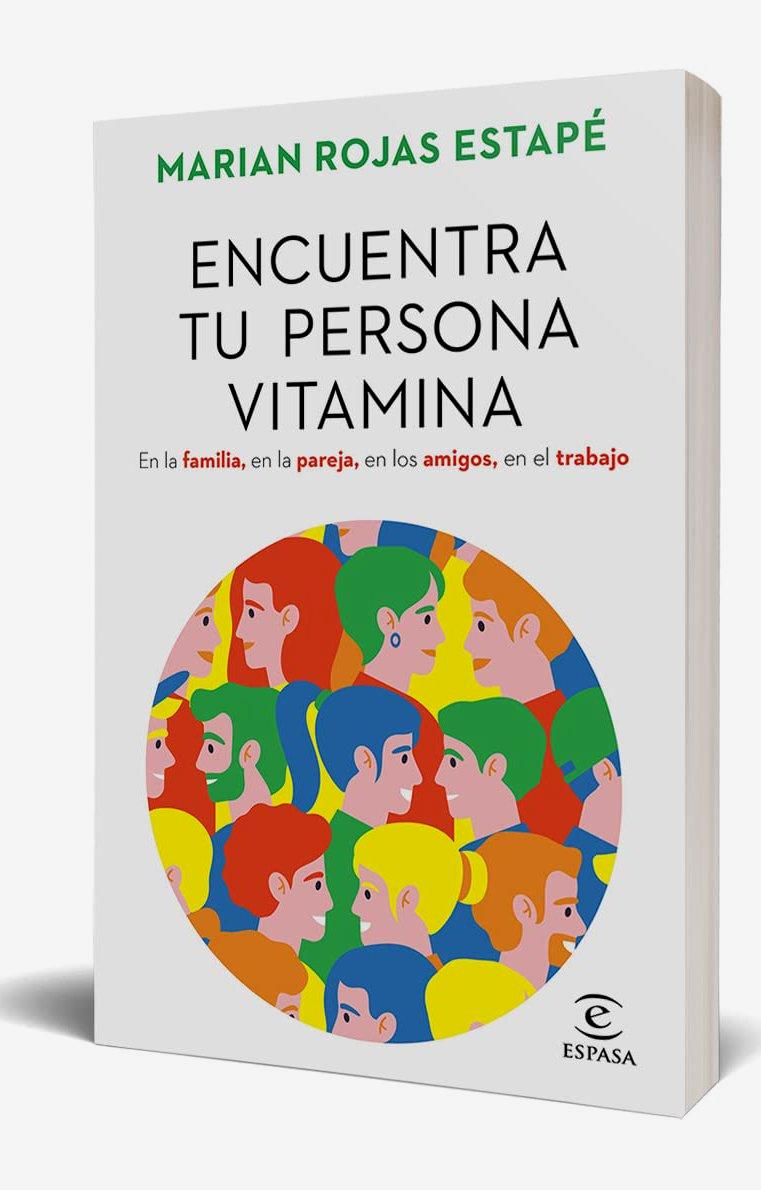 MARIAN ROJAS ESTAPÉ
ENCUENTRA
TU PERSONA
VITAMINA
En la familia, en la pareja, en los amigos, en el trabajo
e
ESPASA